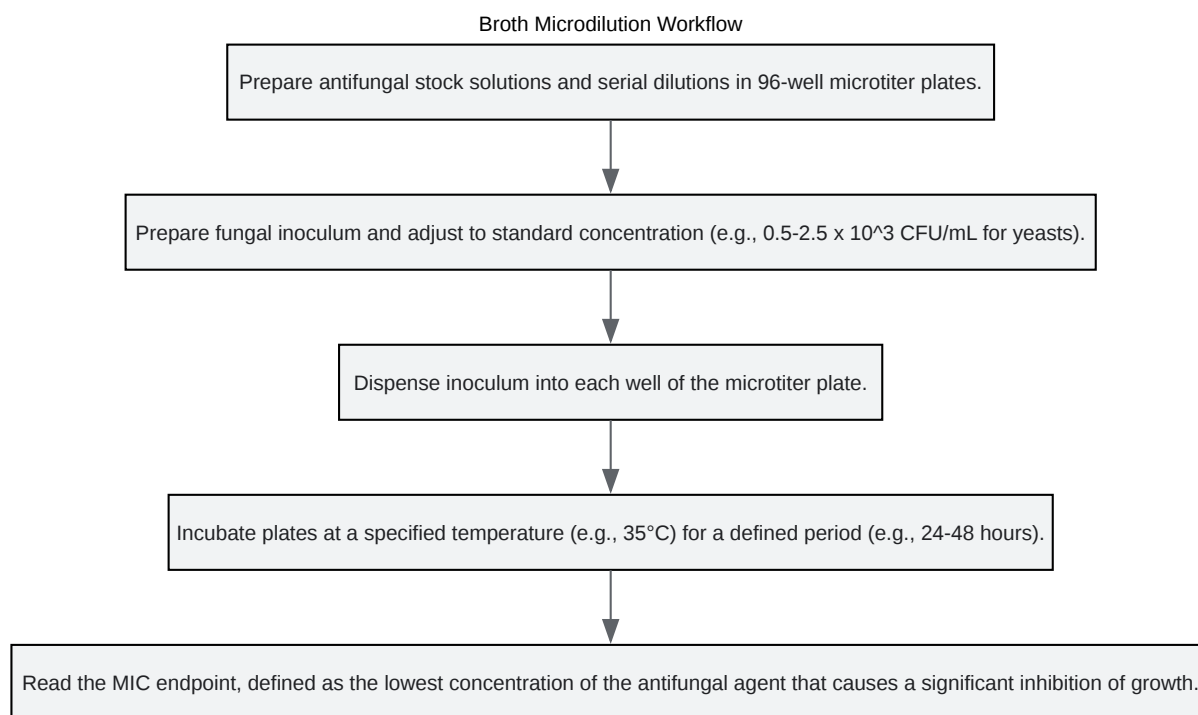 Broth Microdilution Workflow
Prepare antifungal stock solutions and serial dilutions in 96-well microtiter plates.
Prepare fungal inoculum and adjust to standard concentration (e.g., 0.5-2.5 x 10^3 CFU/mL for yeasts).
Dispense inoculum into each well of the microtiter plate.
Incubate plates at a specified temperature (e.g., 35°C) for a defined period (e.g., 24-48 hours).
Read the MIC endpoint, defined as the lowest concentration of the antifungal agent that causes a significant inhibition of growth.